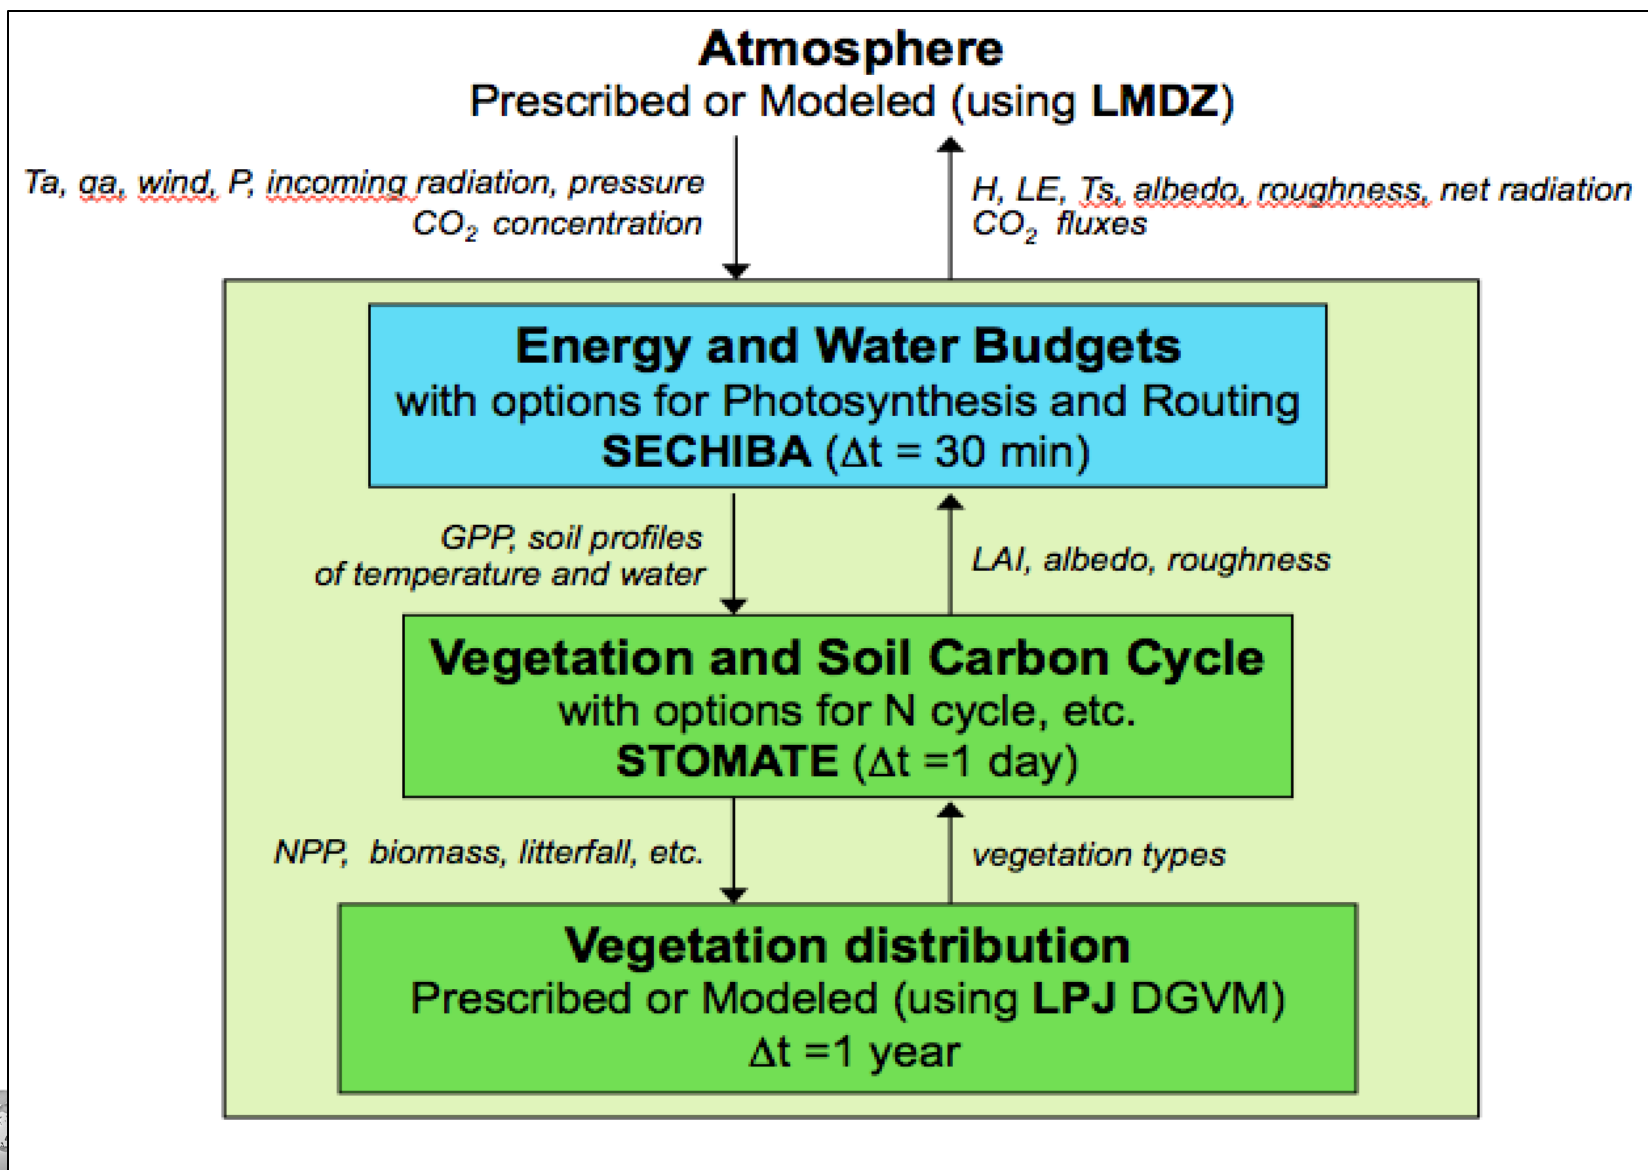 Atmosphere
Prescribed or Modeled (using LMDZ)
Ta, qa, wind, P, incoming radiation, pressure
CO₂ concentration
H, LE, Ts, albedo, roughness, net radiation
CO₂ fluxes
Energy and Water Budgets
with options for Photosynthesis and Routing
SECHIBA (Δt = 30 min)
GPP, soil profiles
of temperature and water
LAI, albedo, roughness
Vegetation and Soil Carbon Cycle
with options for N cycle, etc.
STOMATE (Δt =1 day)
NPP, biomass, litterfall, etc.
vegetation types
Vegetation distribution
Prescribed or Modeled (using LPJ DGVM)
Δt =1 year